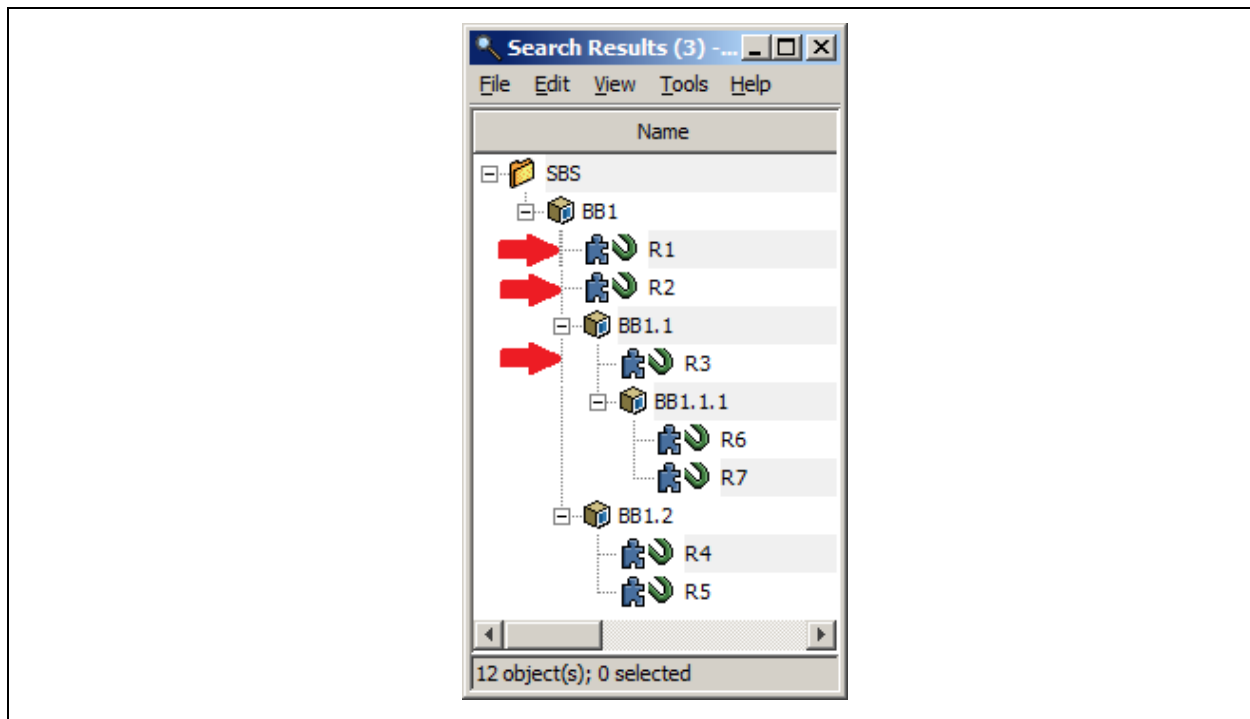 Search Results (3) -...
File Edit View Tools Help
Name
SBS
BB1
R1
R2
BB1.1
R3
BB1.1.1
R6
R7
BB1.2
R4
R5
12 object(s); 0 selected